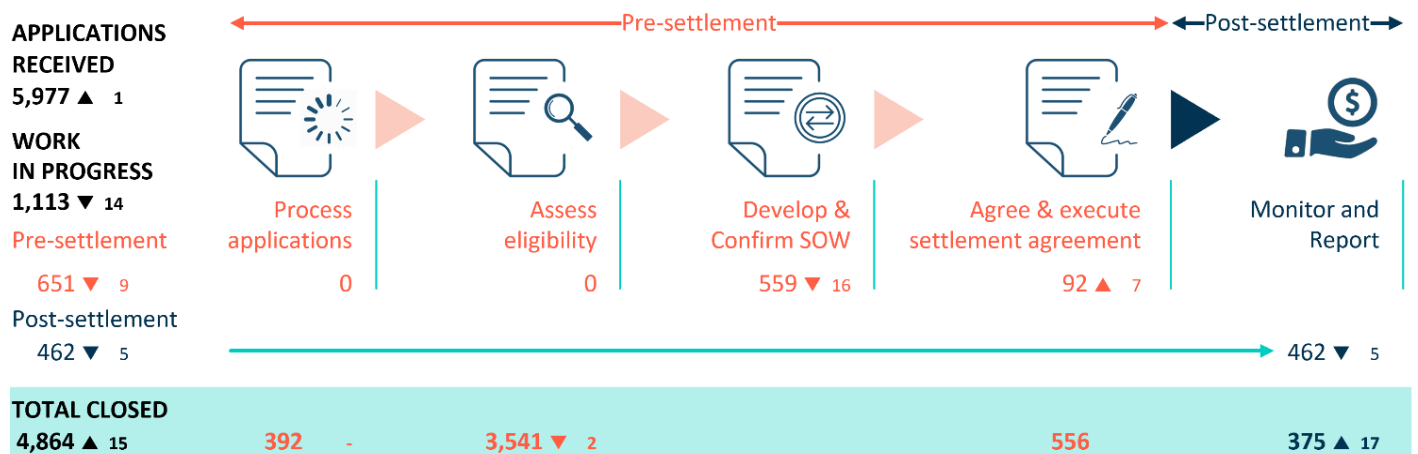 Pre-settlement
Post-settlement
APPLICATIONS
RECEIVED
5,977 ▲ 1
WORK
IN PROGRESS
1,113 ▼ 14
Pre-settlement
651 ▼ 9
Post-settlement
462 ▼ 5
Process
applications
0
Assess
eligibility
0
Develop &
Confirm SOW
559 ▼ 16
Agree & execute
settlement agreement
92 ▲ 7
$
Monitor and
Report
462 ▼ 5
TOTAL CLOSED
4,864 ▲ 15
392 -
3,541 ▼ 2
556
375 ▲ 17